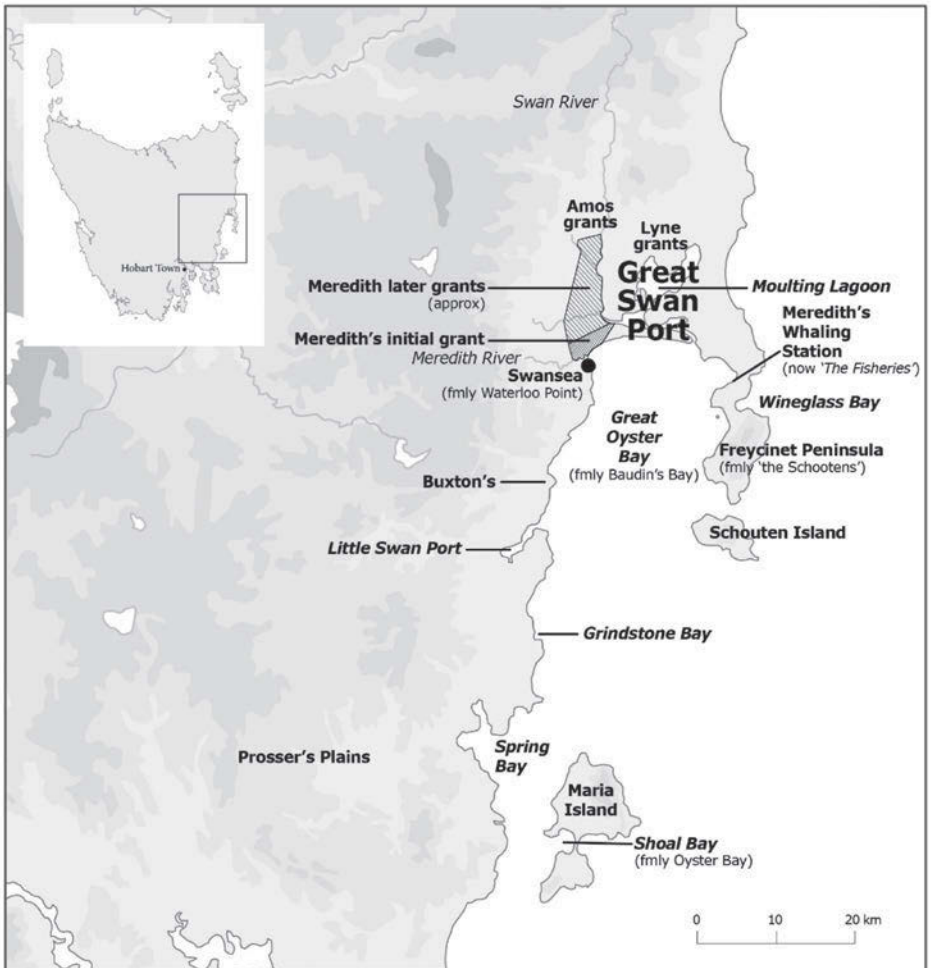 Swan River
Amos
grants
Lyne
grants
Great
Swan
Port
Meredith later grants
(approx)
Moulting Lagoon
Meredith's
Whaling
Station
(now 'The Fisheries')
Meredith's initial grant
Meredith River
Swansea
(fmly Waterloo Point)
Hobart Town
Wineglass Bay
Great
Oyster
Bay
(fmly Baudin's Bay)
Freycinet Peninsula
(fmly 'the Schootens')
Buxton's
Schouten Island
Little Swan Port
Grindstone Bay
Prosser's Plains
Spring
Bay
Maria
Island
Shoal Bay
(fmly Oyster Bay)
0 10 20 km